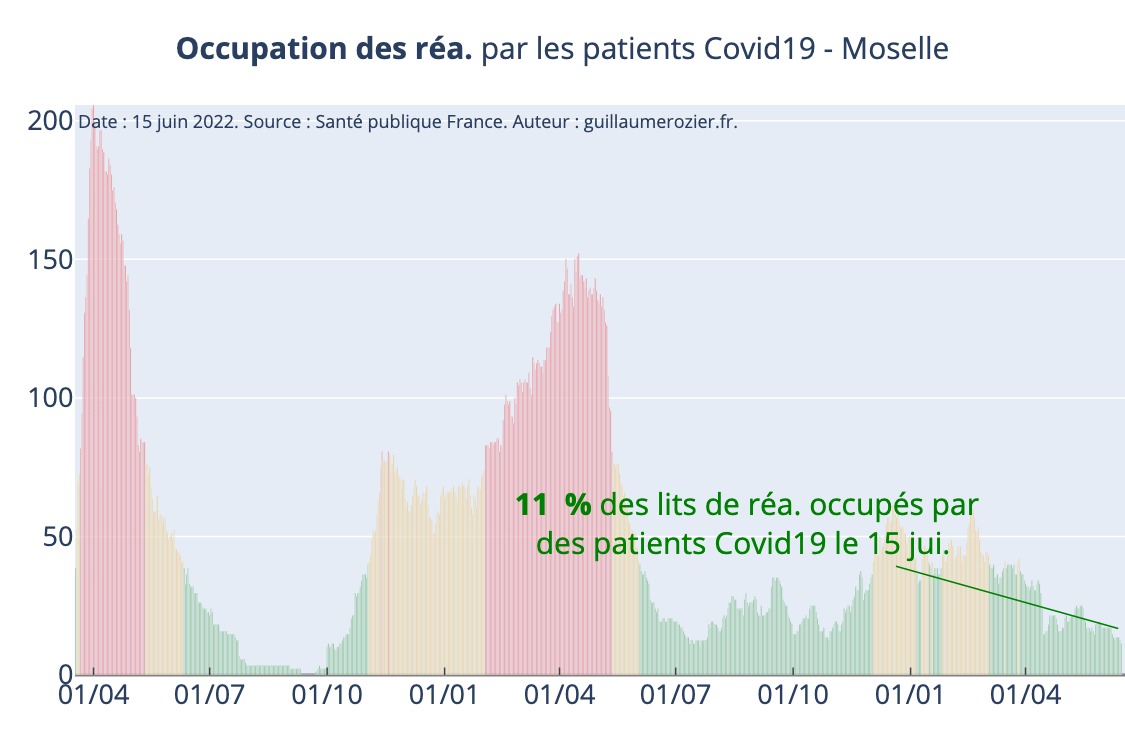 Occupation des réa. par les patients Covid19 - Moselle
200
Date : 15 juin 2022. Source : Santé publique France. Auteur : guillaumerozier.fr.
150
100
11 % des lits de réa. occupés par
des patients Covid19 le 15 jui.
50
0
01/04 01/07 01/10 01/01 01/04 01/07 01/10 01/01 01/04